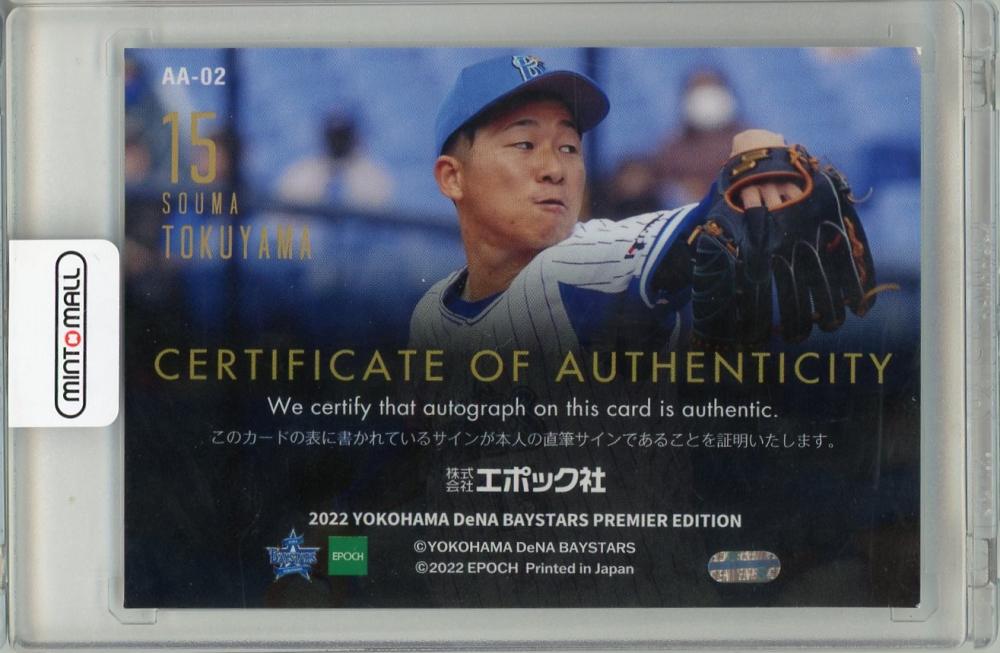 AA-02
15
SOUMA
TOKUYAMA
MINTOMALL
CERTIFICATE OF AUTHENTICITY
We certify that autograph on this card is authentic.
このカードの表に書かれているサインが本人の直筆サインであることを証明いたします。
株式会社エポック社
2022 YOKOHAMA DeNA BAYSTARS PREMIER EDITION
BAYSTARS
EPOCH
©YOKOHAMA DeNA BAYSTARS
©2022 EPOCH Printed in Japan